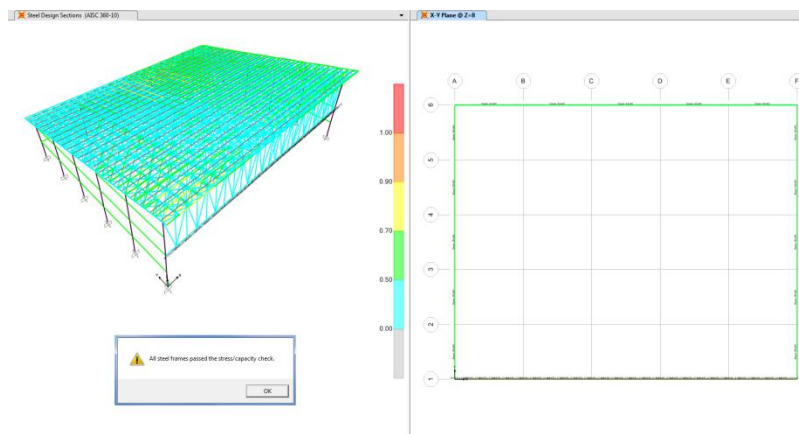 Steel Design Sections (AISC 360-10)
X-Y Plane @ Z=8
A
B
C
D
E
F
6
5
4
3
2
1
1.00
0.90
0.70
0.50
0.00
All steel frames passed the stress/capacity check.
OK